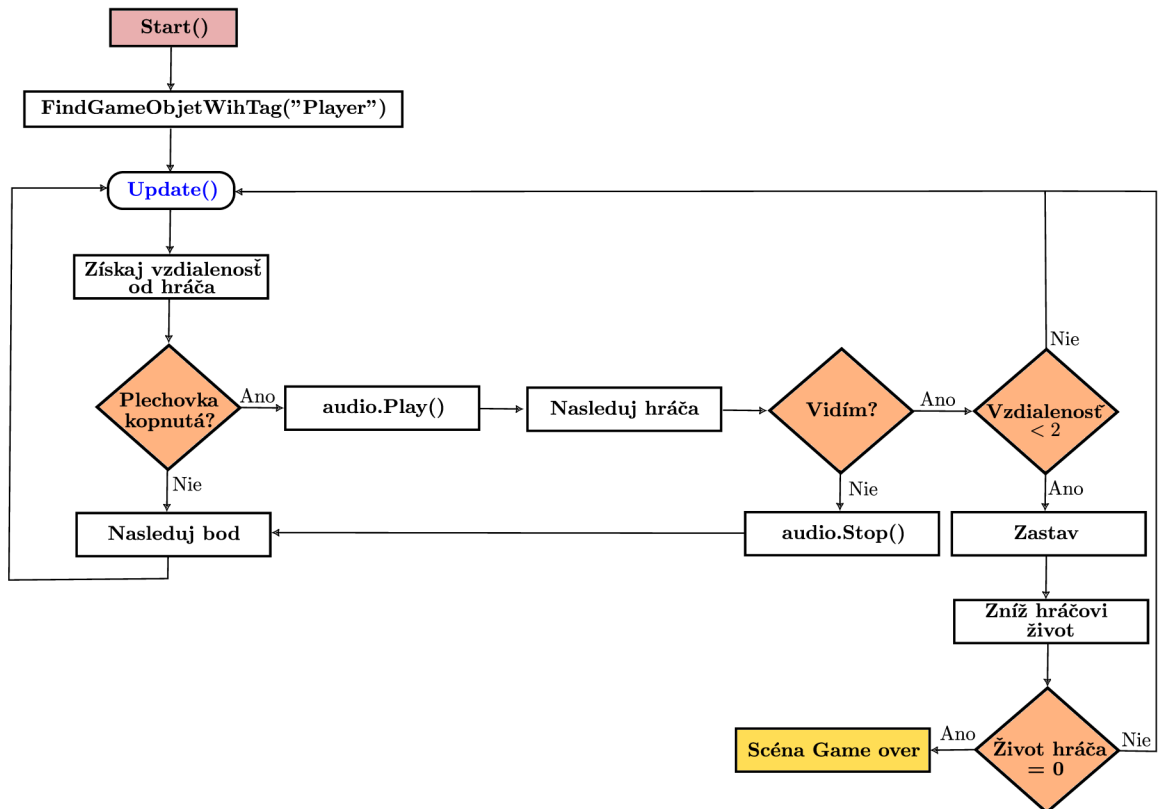 Start()
FindGameObjetWihTag("Player")
Update()
Získaj vzdialenosť
od hráča
Plechovka
kopnutá?
Ano
audio.Play()
Nasleduj hráča
Vidím?
Ano
Vzdialenosť
< 2
Nie
Nie
Nasleduj bod
Nie
audio.Stop()
Ano
Zastav
Zníž hráčovi
život
Život hráča
= 0
Ano
Scéna Game over
Nie